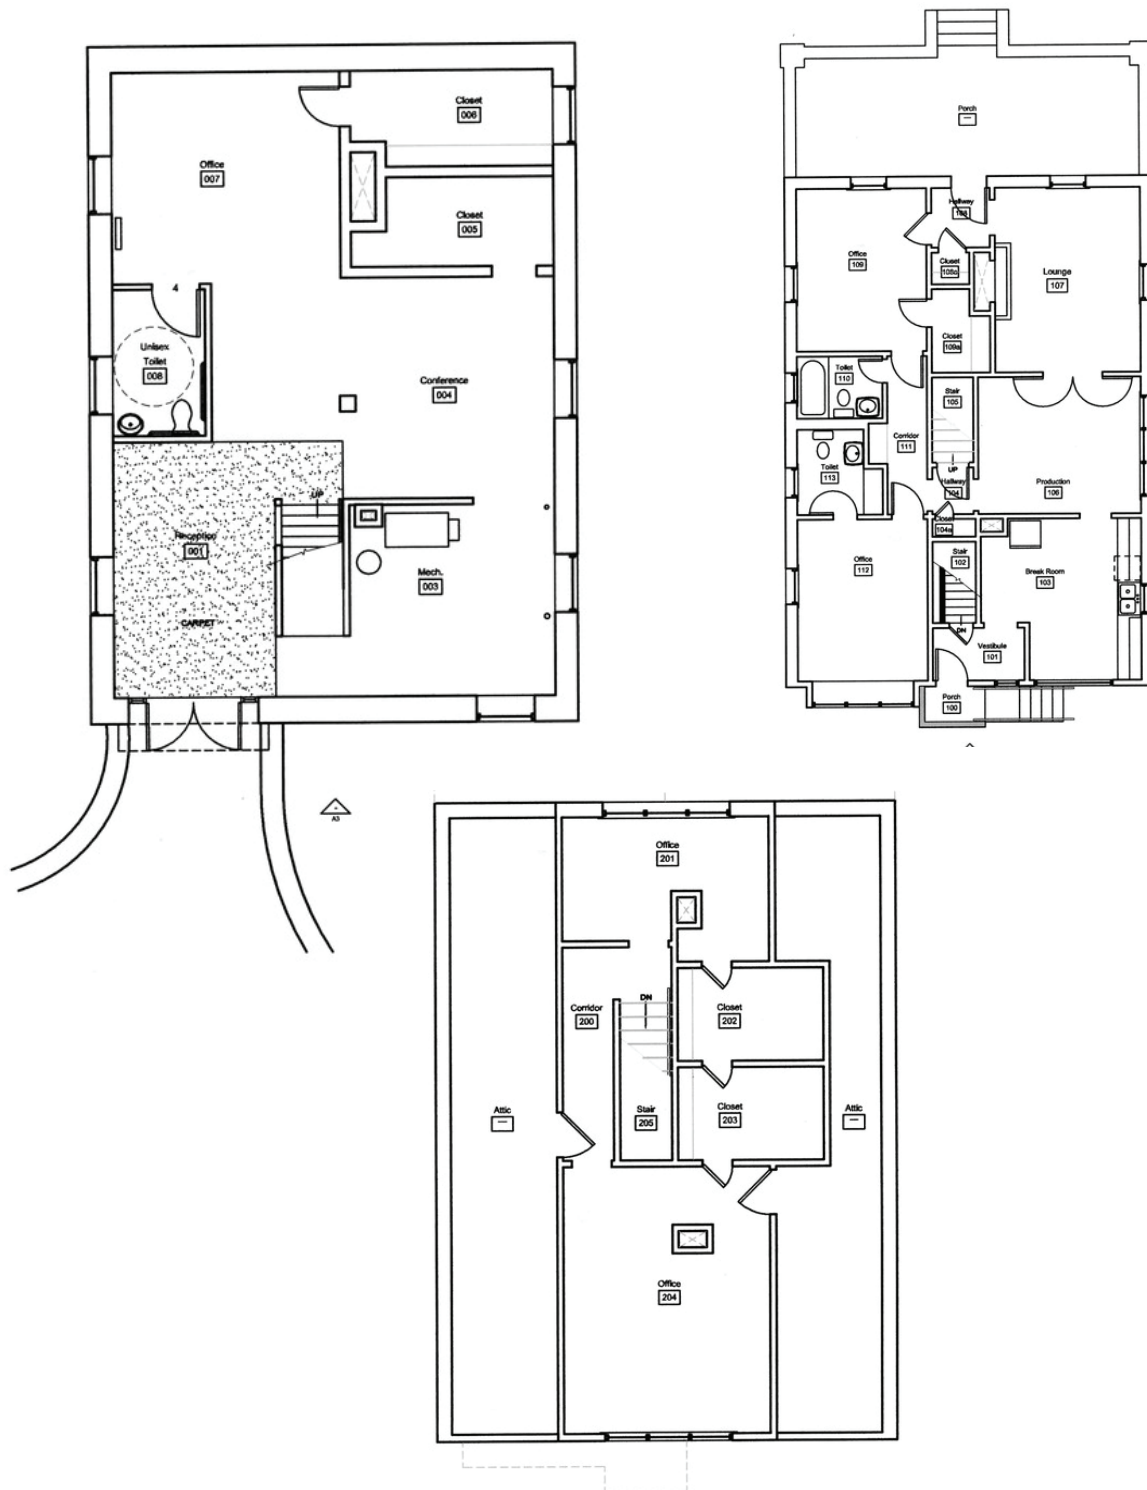 Closet
006
Office
007
Closet
005
4
Unisex
Toilet
008
Conference
004
UP
Reception
001
Mech.
003
CARPET
A3
Porch
Hallway
108
Office
109
Closet
Lounge
107
Closet
109a
Toilet
110
Stair
105
Corridor
111
UP
Toilet
113
Hallway
104
Production
106
Closet
104a
Office
112
Stair
102
Break Room
103
DN
Vestibule
101
Porch
100
Office
201
DN
Corridor
200
Closet
202
Attic
Stair
205
Closet
203
Attic
Office
204